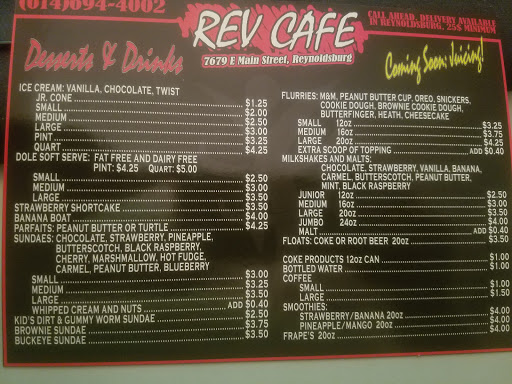 (614)694-4002
REV CAFE
7679 E Main Street, Reynoldsburg
CALL AHEAD, DELIVERY AVAILABLE
IN REYNOLDSBURG. 25$ MINIMUM
Desserts & Drinks
Coming Soon: Juicing!
ICE CREAM: VANILLA, CHOCOLATE, TWIST
JR. CONE $1.25
SMALL $2.00
MEDIUM $2.50
LARGE $3.00
PINT $3.25
QUART $4.25
DOLE SOFT SERVE: FAT FREE AND DAIRY FREE
PINT: $4.25 QUART: $5.00
SMALL $2.50
MEDIUM $3.00
LARGE $3.50
STRAWBERRY SHORTCAKE $3.50
BANANA BOAT $4.00
PARFAITS: PEANUT BUTTER OR TURTLE $4.25
SUNDAES: CHOCOLATE, STRAWBERRY, PINEAPPLE,
BUTTERSCOTCH, BLACK RASPBERRY,
CHERRY, MARSHMALLOW, HOT FUDGE,
CARMEL, PEANUT BUTTER, BLUEBERRY
SMALL $3.00
MEDIUM $3.25
LARGE $3.50
WHIPPED CREAM AND NUTS ADD $0.40
KID'S DIRT & GUMMY WORM SUNDAE $2.50
BROWNIE SUNDAE $3.75
BUCKEYE SUNDAE $3.50
FLURRIES: M&M, PEANUT BUTTER CUP, OREO, SNICKERS,
COOKIE DOUGH, BROWNIE COOKIE DOUGH,
BUTTERFINGER, HEATH, CHEESECAKE
SMALL 12oz $3.25
MEDIUM 16oz $3.75
LARGE 20oz $4.25
EXTRA SCOOP OF TOPPING ADD $0.40
MILKSHAKES AND MALTS:
CHOCOLATE, STRAWBERRY, VANILLA, BANANA,
CARMEL, BUTTERSCOTCH, PEANUT BUTTER,
MINT, BLACK RASPBERRY
JUNIOR 12oz $2.50
MEDIUM 16oz $3.00
LARGE 20oz $3.50
JUMBO 24oz $4.00
MALT ADD $0.40
FLOATS: COKE OR ROOT BEER 20oz $3.50
COKE PRODUCTS 12oz CAN $1.00
BOTTLED WATER $1.00
COFFEE
SMALL $1.00
LARGE $1.50
SMOOTHIES:
STRAWBERRY/BANANA 20oz $4.00
PINEAPPLE/MANGO 20oz $4.00
FRAPE'S 20oz $3.50